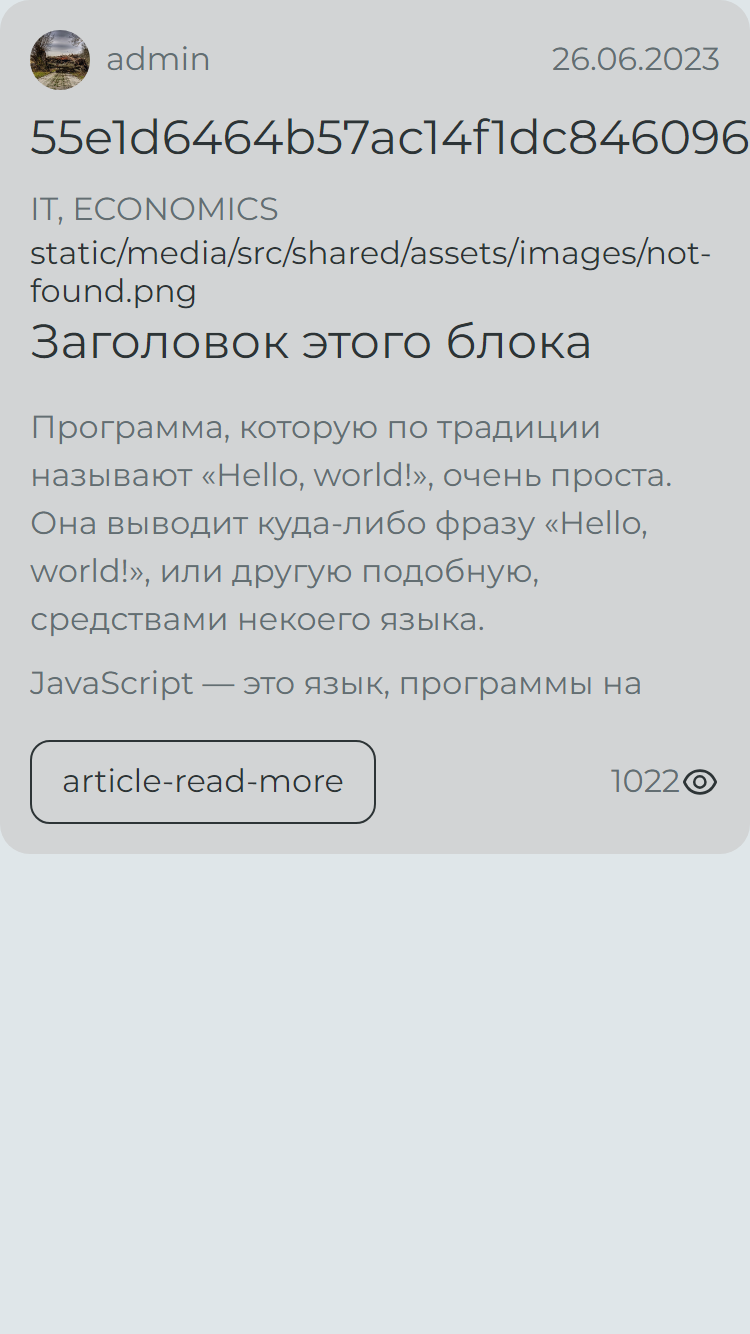 admin
26.06.2023
55e1d6464b57ac14f1dc846096
IT, ECONOMICS
static/media/src/shared/assets/images/not-
found.png
Заголовок этого блока
Программа, которую по традиции
называют «Hello, world!», очень проста.
Она выводит куда-либо фразу «Hello,
world!», или другую подобную,
средствами некоего языка.
JavaScript — это язык, программы на
article-read-more
1022